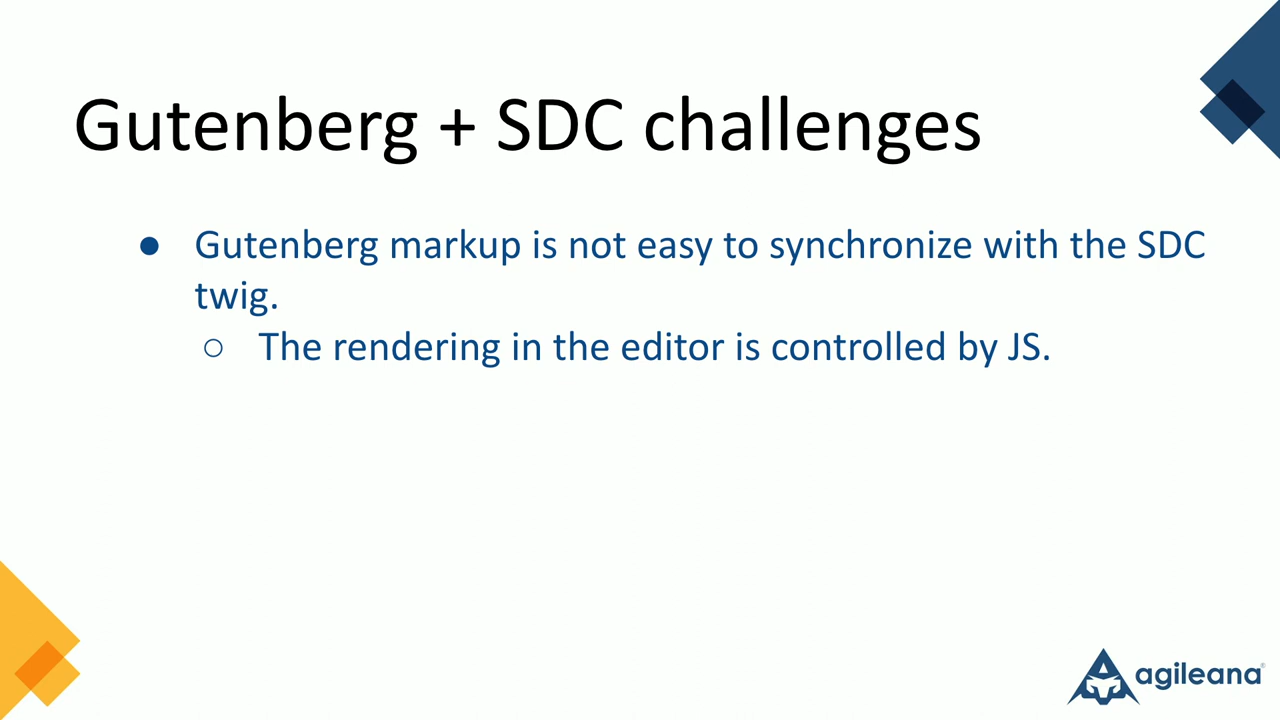 Gutenberg + SDC challenges
● Gutenberg markup is not easy to synchronize with the SDC
twig.
○ The rendering in the editor is controlled by JS.
agileana®